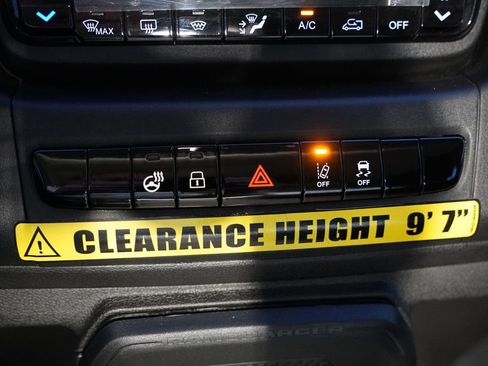 MAX A/C OFF
OFF OFF
CLEARANCE HEIGHT 9' 7"